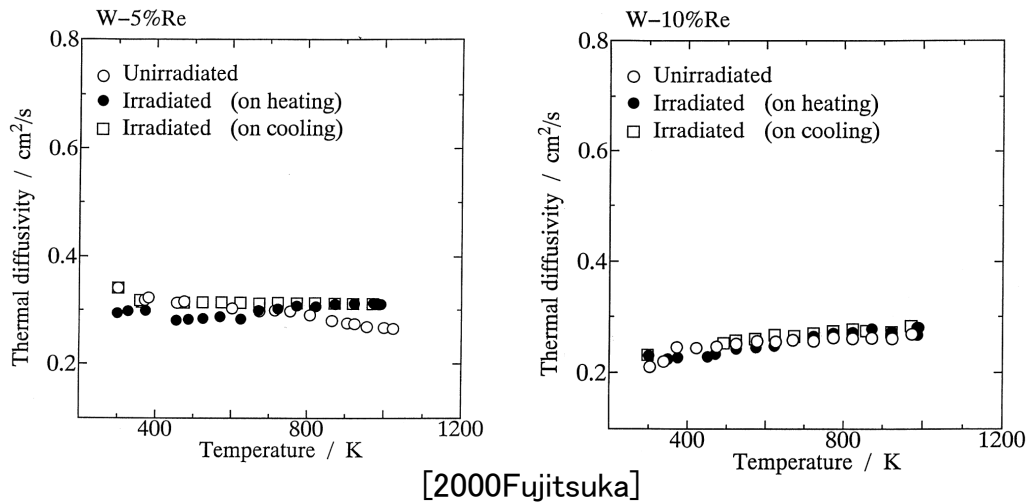 W-5%Re
0.8
0.6
0.4
0.2
Thermal diffusivity / cm²/s
Unirradiated
Irradiated (on heating)
Irradiated (on cooling)
400 800 1200
Temperature / K
W-10%Re
0.8
0.6
0.4
0.2
Thermal diffusivity / cm²/s
Unirradiated
Irradiated (on heating)
Irradiated (on cooling)
400 800 1200
Temperature / K
[2000Fujitsuka]